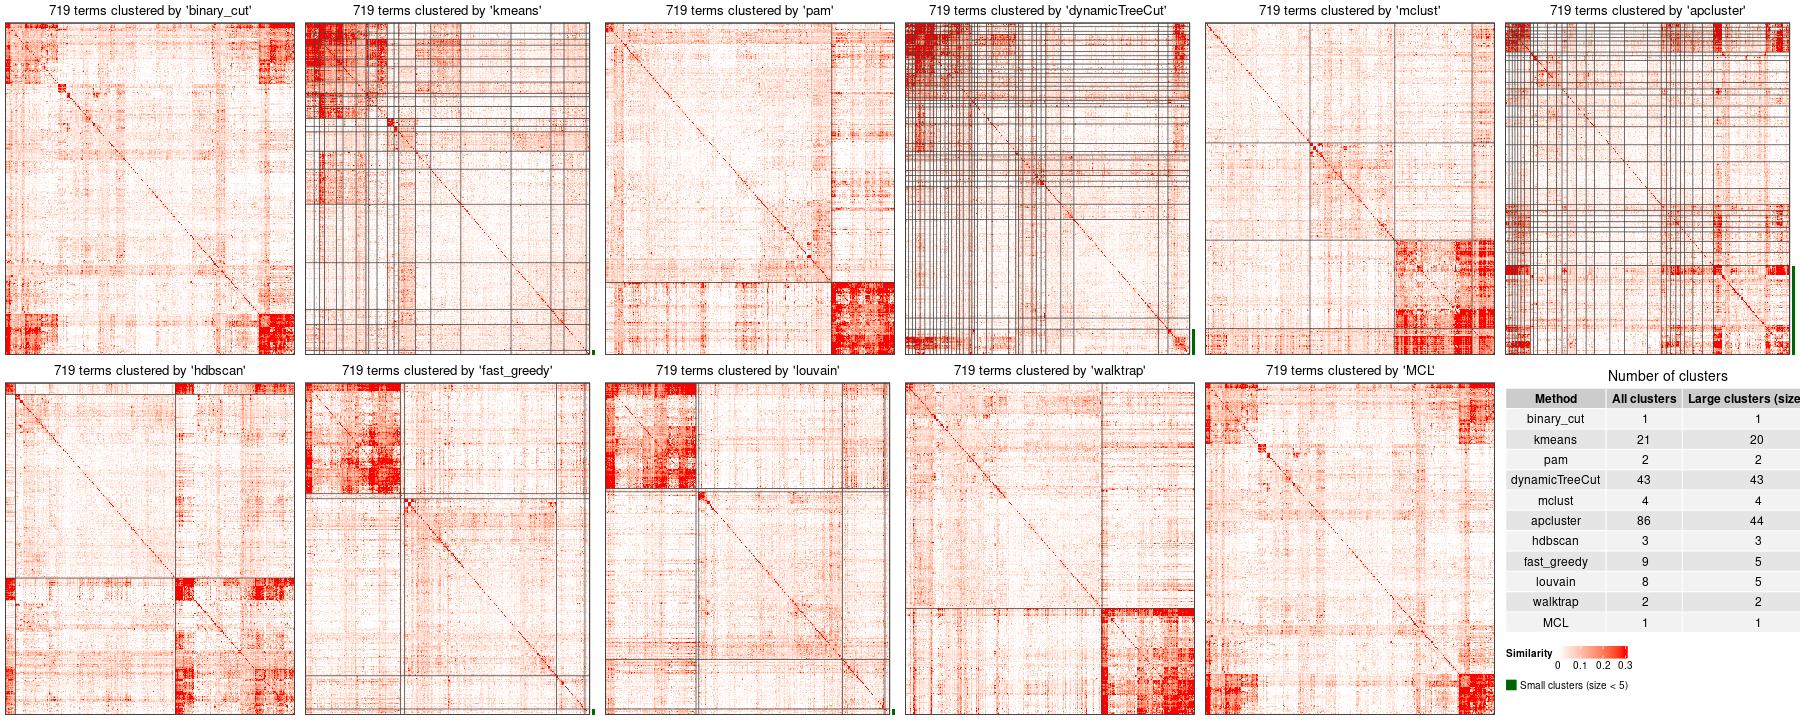 719 terms clustered by 'binary_cut'
719 terms clustered by 'kmeans'
719 terms clustered by 'pam'
719 terms clustered by 'dynamicTreeCut'
719 terms clustered by 'mclust'
719 terms clustered by 'apcluster'
719 terms clustered by 'hdbscan'
719 terms clustered by 'fast_greedy'
719 terms clustered by 'louvain'
719 terms clustered by 'walktrap'
719 terms clustered by 'MCL'
Number of clusters
Method All clusters Large clusters (size
binary_cut 1 1
kmeans 21 20
pam 2 2
dynamicTreeCut 43 43
mclust 4 4
apcluster 86 44
hdbscan 3 3
fast_greedy 9 5
louvain 8 5
walktrap 2 2
MCL 1 1
Similarity
0 0.1 0.2 0.3
Small clusters (size < 5)